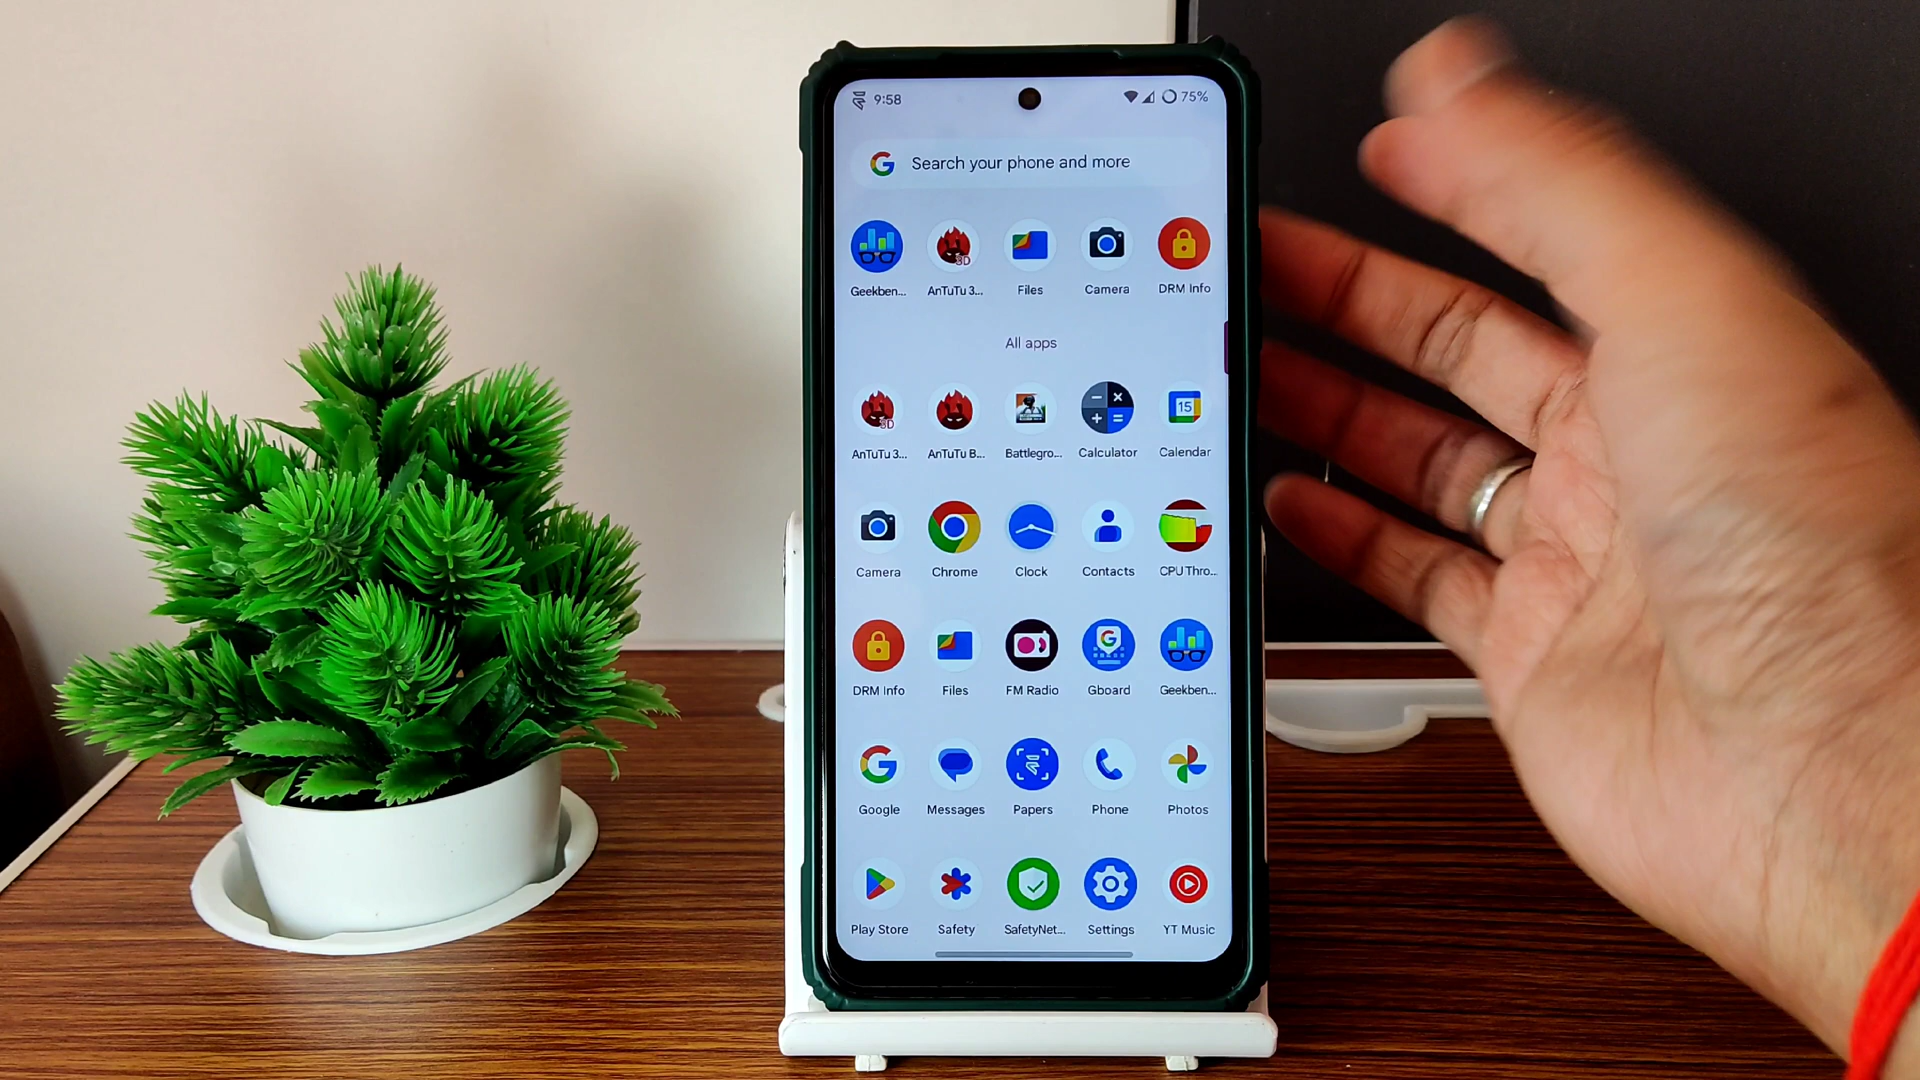 9:58 75%
Search your phone and more
Geekben... AnTuTu 3... Files Camera DRM Info
All apps
AnTuTu 3... AnTuTu B... Battlegro... Calculator Calendar
Camera Chrome Clock Contacts CPU Thro...
DRM Info Files FM Radio Gboard Geekben...
Google Messages Papers Phone Photos
Play Store Safety SafetyNet... Settings YT Music